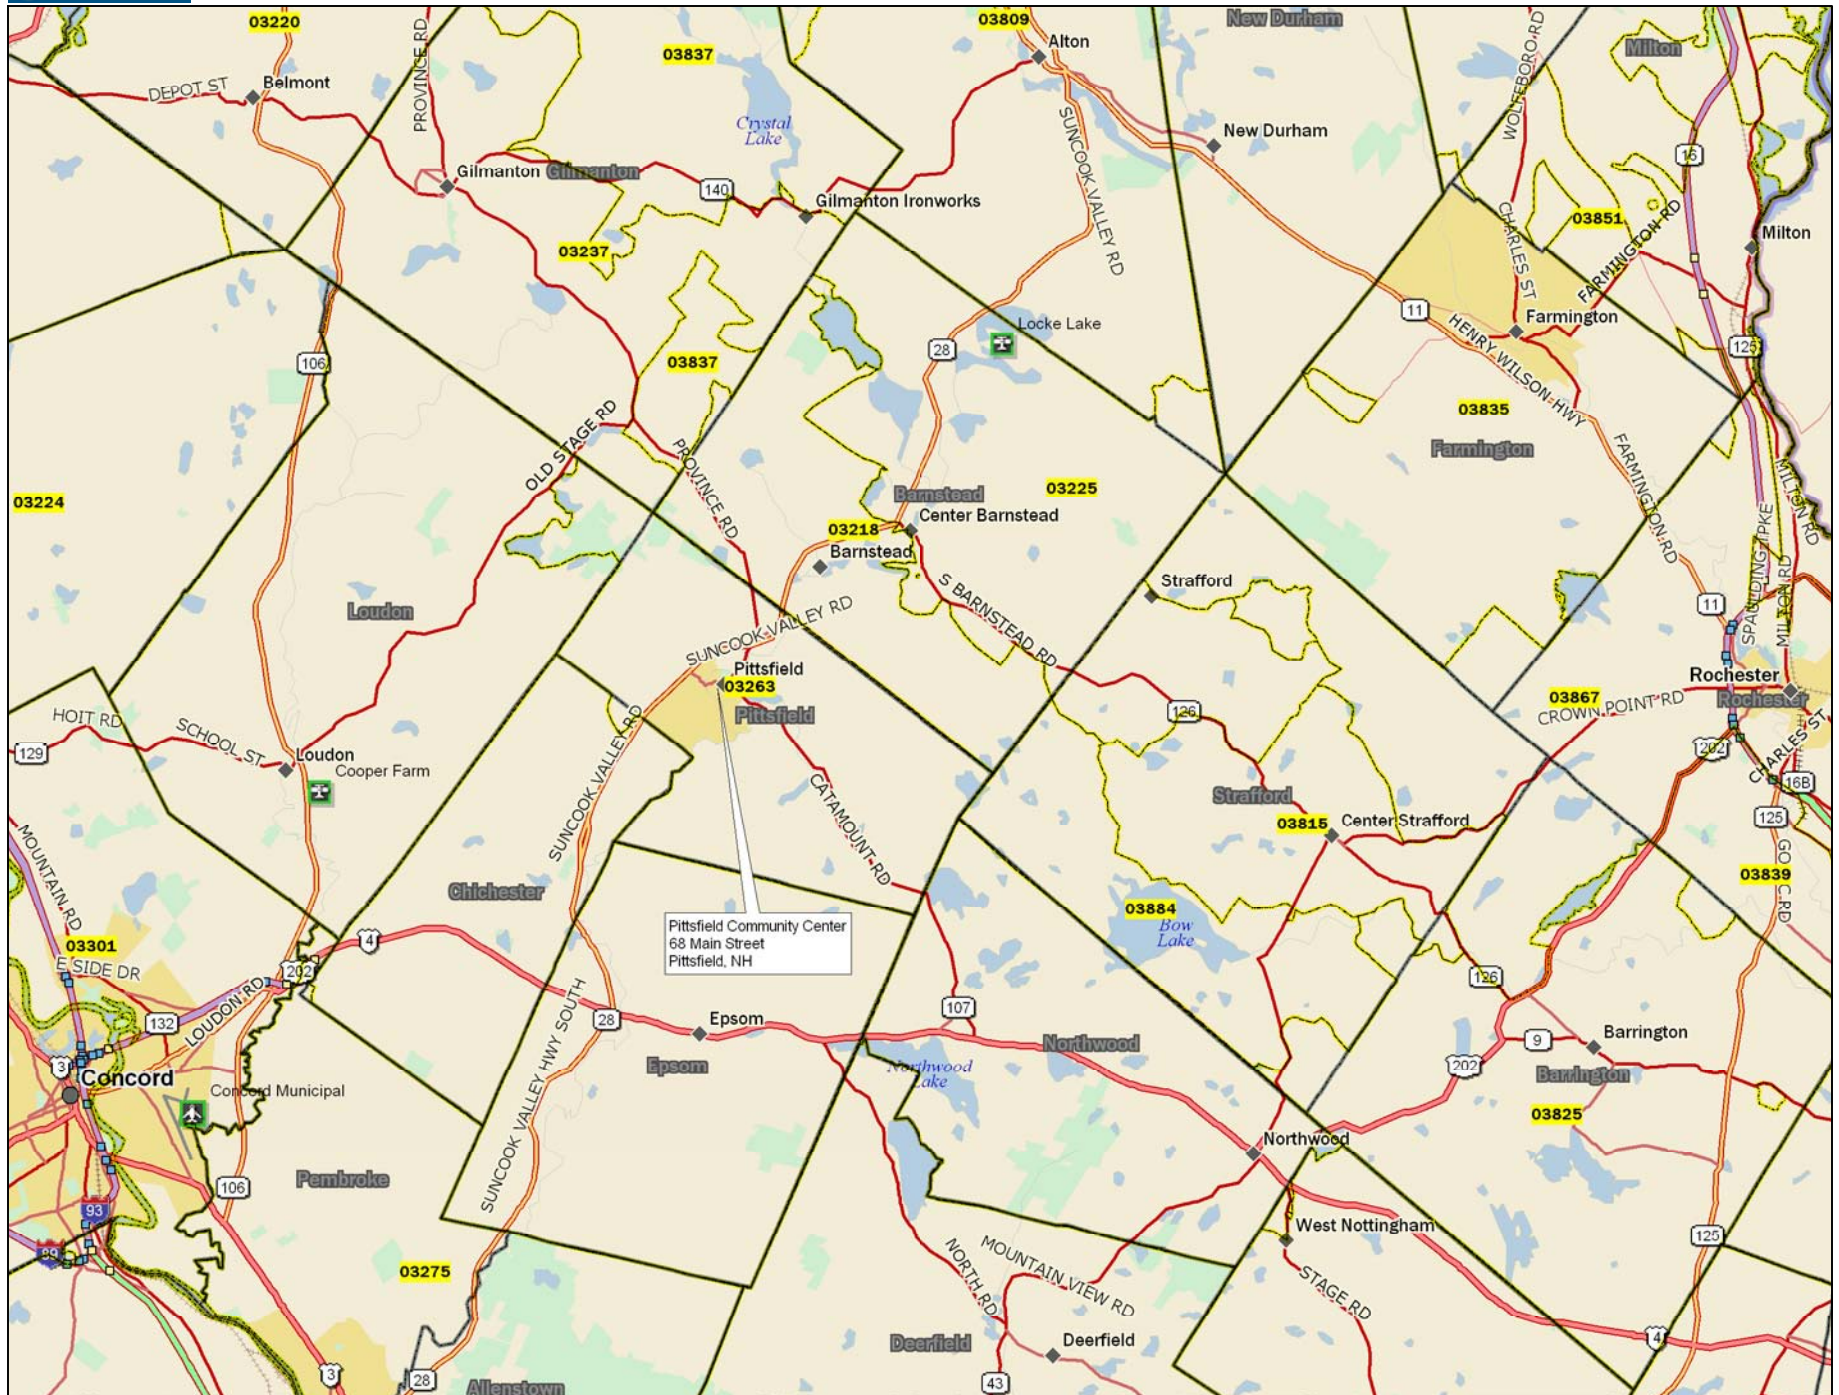 03220
PROVINCE RD
03837
03809
Alton
New Durham
WOLFEBORO RD
Milton
DEPOT ST
Belmont
Crystal
Lake
SUNCOOK VALLEY RD
New Durham
16
Gilmanton
Gilmanton
140
Gilmanton Ironworks
CHARLES ST
03851
FARMINGTON RD
Milton
03237
11
Farmington
HENRY WILSON HWY
106
03837
28
Locke Lake
125
OLD STAGE RD
PROVINCE RD
03835
Farmington
FARMINGTON RD
MILTON RD
03224
Barnstead
03225
Center Barnstead
03218
Barnstead
SPAULDING TPKE
MILTON RD
Loudon
S BARNSTEAD RD
Strafford
11
SUNCOOK VALLEY RD
Pittsfield
03263
Pittsfield
126
03867
CROWN POINT RD
Rochester
Rochester
HOIT RD
SCHOOL ST
129
Loudon
Cooper Farm
SUNCOOK VALLEY RD
CATAMOUNT RD
Strafford
03815
Center Strafford
202
CHARLES ST
16B
125
MOUNTAIN RD
Chichester
03884
Bow
Lake
03839
Pittsfield Community Center
68 Main Street
Pittsfield, NH
03301
E SIDE DR
4
202
LOUDON RD
132
SUNCOOK VALLEY HWY SOUTH
28
Epsom
107
126
Northwood
9
Barrington
3
Concord
Concord Municipal
Epsom
Northwood
Lake
202
Barrington
03825
Northwood
Pembroke
106
93
89
West Nottingham
125
03275
NORTH RD
MOUNTAIN VIEW RD
STAGE RD
4
3
28
Allenstown
Deerfield
Deerfield
43